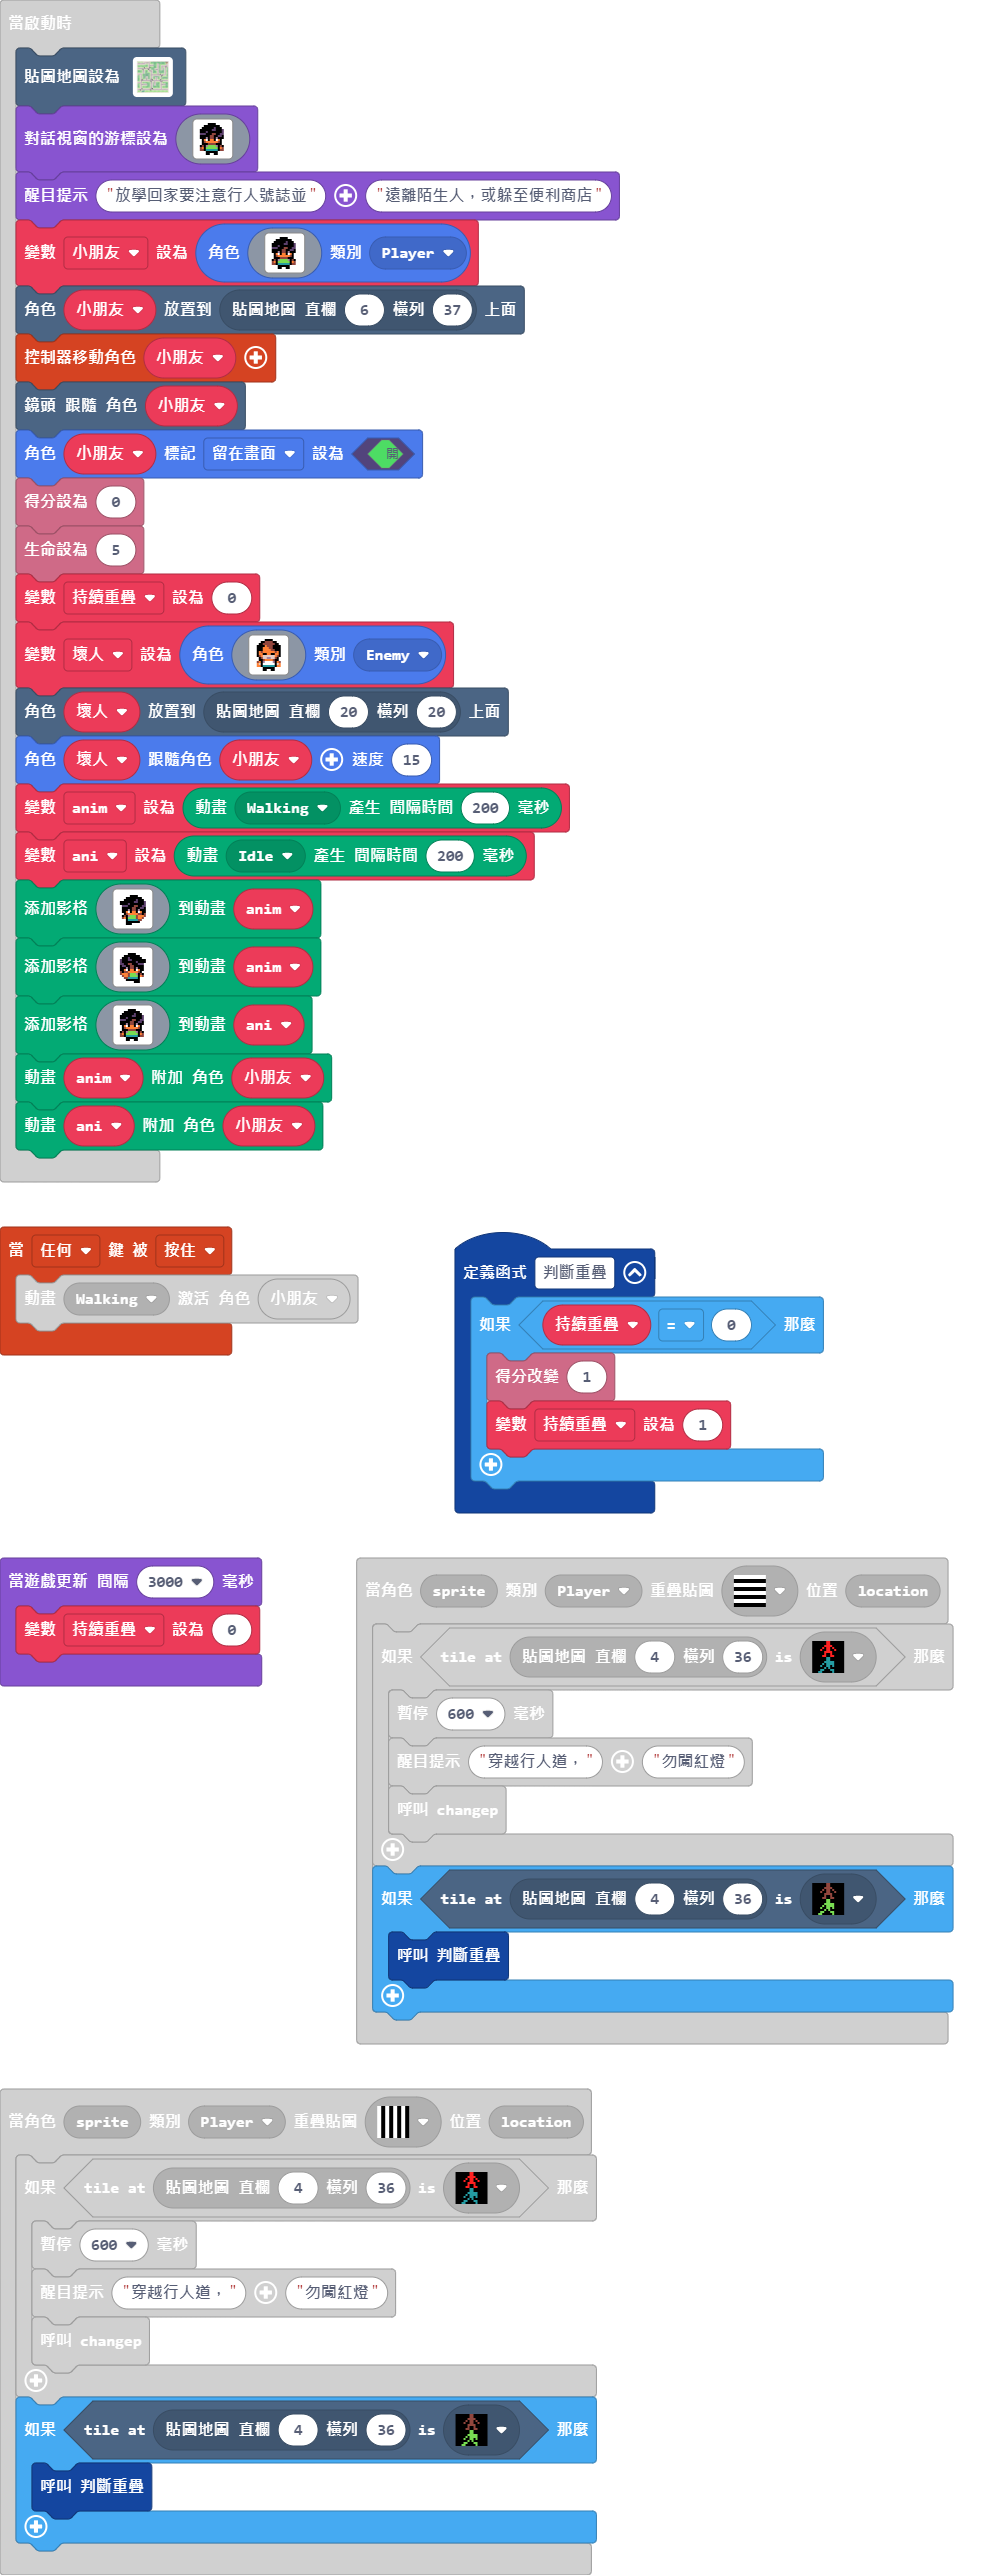 當啟動時
貼圖地圖設為
對話視窗的游標設為
醒目提示 "放學回家要注意行人號誌並" "遠離陌生人，或躲至便利商店"
變數 小朋友 設為 角色 類別 Player
角色 小朋友 放置到 貼圖地圖 直欄 6 橫列 37 上面
控制器移動角色 小朋友
鏡頭 跟隨 角色 小朋友
角色 小朋友 標記 留在畫面 設為 開
得分設為 0
生命設為 5
變數 持續重疊 設為 0
變數 壞人 設為 角色 類別 Enemy
角色 壞人 放置到 貼圖地圖 直欄 20 橫列 20 上面
角色 壞人 跟隨角色 小朋友 速度 15
變數 anim 設為 動畫 Walking 產生 間隔時間 200 毫秒
變數 ani 設為 動畫 Idle 產生 間隔時間 200 毫秒
添加影格 到動畫 anim
添加影格 到動畫 anim
添加影格 到動畫 ani
動畫 anim 附加 角色 小朋友
動畫 ani 附加 角色 小朋友
當 任何 鍵 被 按住
動畫 Walking 激活 角色 小朋友
定義函式 判斷重疊
如果 持續重疊 = 0 那麼
得分改變 1
變數 持續重疊 設為 1
當遊戲更新 間隔 3000 毫秒
變數 持續重疊 設為 0
當角色 sprite 類別 Player 重疊貼圖 位置 location
如果 tile at 貼圖地圖 直欄 4 橫列 36 is 那麼
暫停 600 毫秒
醒目提示 "穿越行人道，" "勿闖紅燈"
呼叫 changep
如果 tile at 貼圖地圖 直欄 4 橫列 36 is 那麼
呼叫 判斷重疊
當角色 sprite 類別 Player 重疊貼圖 位置 location
如果 tile at 貼圖地圖 直欄 4 橫列 36 is 那麼
暫停 600 毫秒
醒目提示 "穿越行人道，" "勿闖紅燈"
呼叫 changep
如果 tile at 貼圖地圖 直欄 4 橫列 36 is 那麼
呼叫 判斷重疊